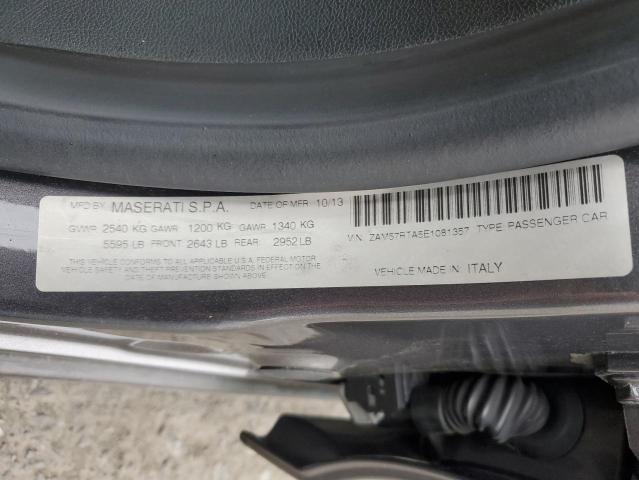 MFD BY MASERATI S.P.A. DATE OF MFR 10/13
GVWR 2540 KG GAWR 1200 KG GAWR 1340 KG
5595 LB FRONT 2643 LB REAR 2952 LB
THIS VEHICLE CONFORMS TO ALL APPLICABLE U.S.A. FEDERAL MOTOR
VEHICLE SAFETY, BUMPER, AND THEFT PREVENTION STANDARDS IN EFFECT ON THE
DATE OF MANUFACTURE SHOWN ABOVE.
VIN: ZAM57RTA5E1081357 TYPE: PASSENGER CAR
VEHICLE MADE IN: ITALY